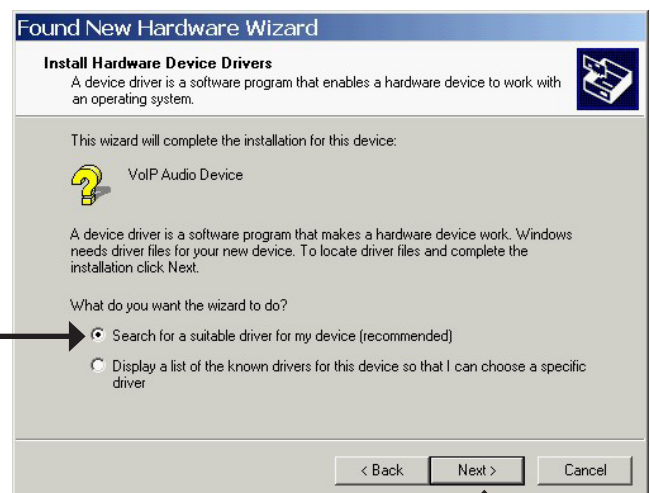 Found New Hardware Wizard
Install Hardware Device Drivers
A device driver is a software program that enables a hardware device to work with
an operating system.
This wizard will complete the installation for this device:
VoIP Audio Device
A device driver is a software program that makes a hardware device work. Windows
needs driver files for your new device. To locate driver files and complete the
installation click Next.
What do you want the wizard to do?
Search for a suitable driver for my device (recommended)
Display a list of the known drivers for this device so that I can choose a specific
driver
< Back Next > Cancel